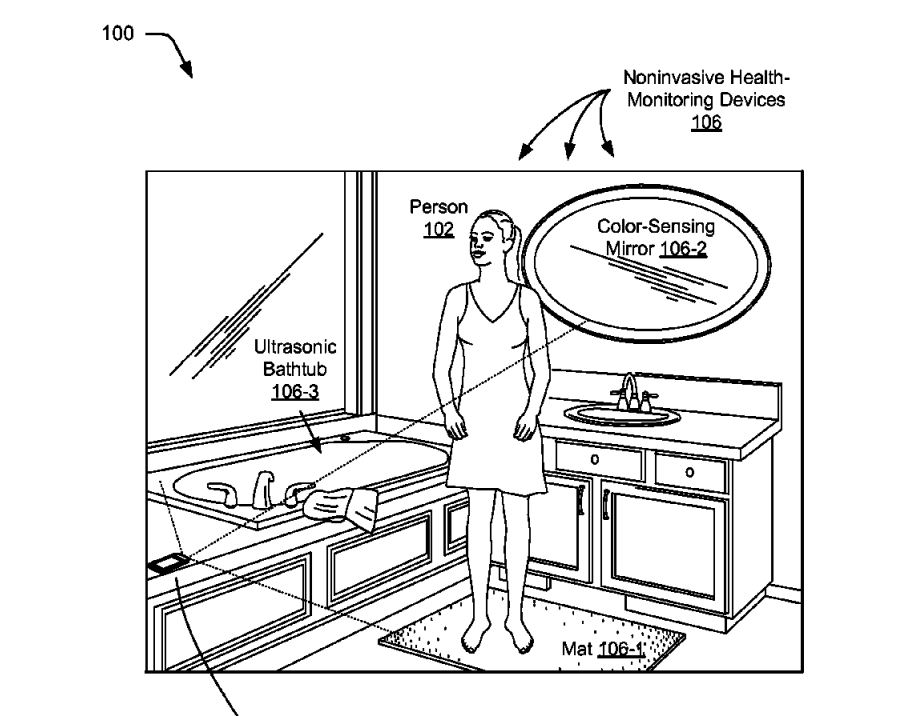 100
Noninvasive Health-
Monitoring Devices
106
Person
102
Color-Sensing
Mirror 106-2
Ultrasonic
Bathtub
106-3
Mat 106-1